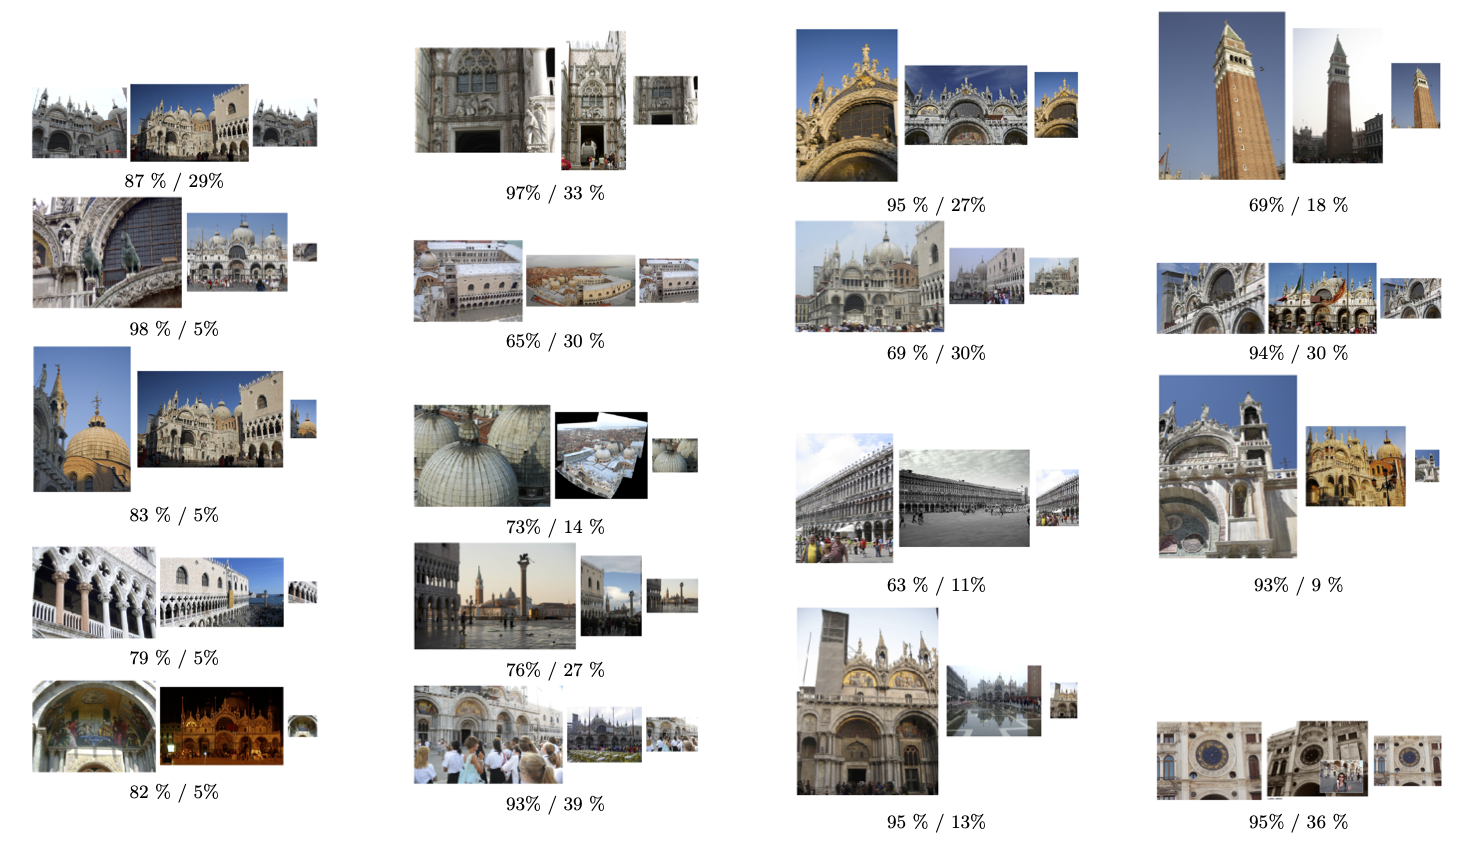 87 % / 29%
98 % / 5%
83 % / 5%
79 % / 5%
82 % / 5%
97% / 33 %
65% / 30 %
73% / 14 %
76% / 27 %
93% / 39 %
95 % / 27%
69 % / 30%
63 % / 11%
95 % / 13%
69% / 18 %
94% / 30 %
93% / 9 %
95% / 36 %